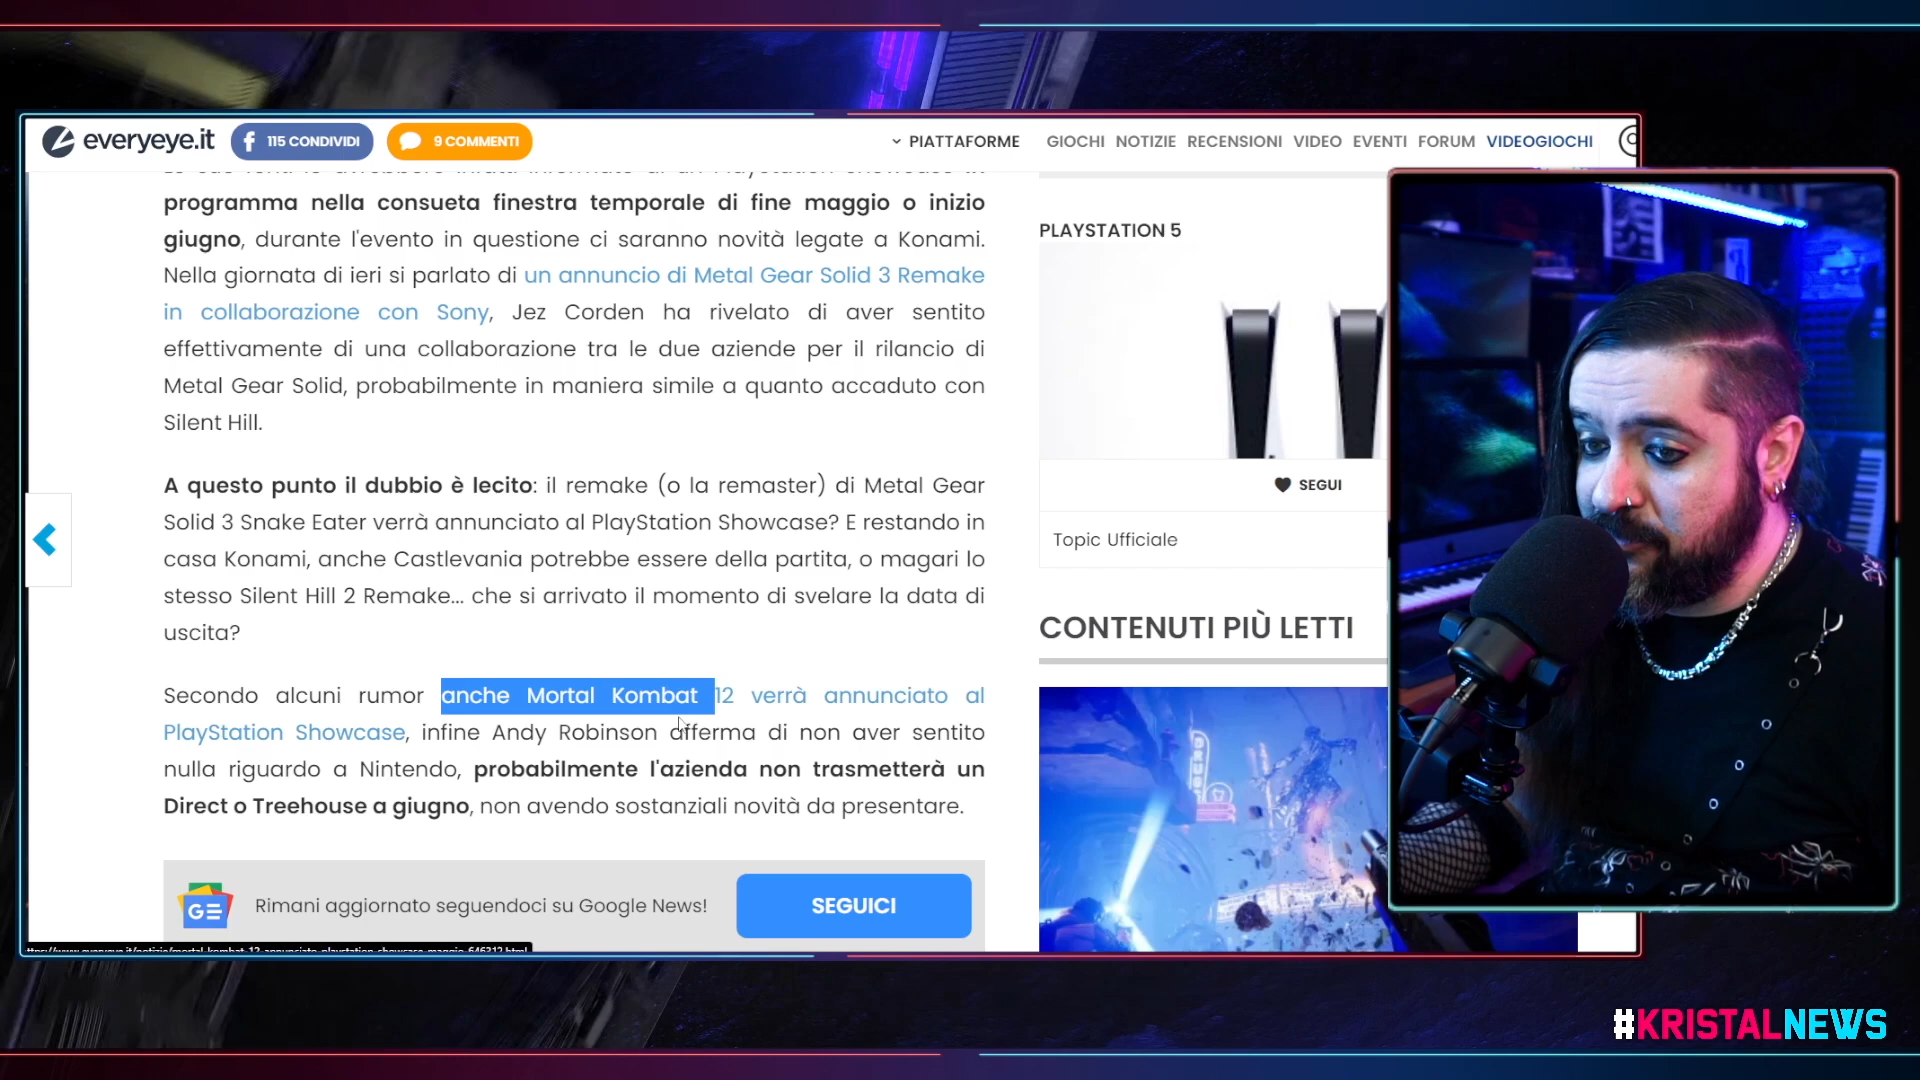 everyeye.it
115 CONDIVIDI
9 COMMENTI
PIATTAFORME
GIOCHI NOTIZIE RECENSIONI VIDEO EVENTI FORUM VIDEOGIOCHI
programma nella consueta finestra temporale di fine maggio o inizio
giugno, durante l'evento in questione ci saranno novità legate a Konami.
Nella giornata di ieri si parlato di un annuncio di Metal Gear Solid 3 Remake
in collaborazione con Sony, Jez Corden ha rivelato di aver sentito
effettivamente di una collaborazione tra le due aziende per il rilancio di
Metal Gear Solid, probabilmente in maniera simile a quanto accaduto con
Silent Hill.
A questo punto il dubbio è lecito: il remake (o la remaster) di Metal Gear
Solid 3 Snake Eater verrà annunciato al PlayStation Showcase? E restando in
casa Konami, anche Castlevania potrebbe essere della partita, o magari lo
stesso Silent Hill 2 Remake... che si arrivato il momento di svelare la data di
uscita?
Secondo alcuni rumor anche Mortal Kombat 12 verrà annunciato al
PlayStation Showcase, infine Andy Robinson afferma di non aver sentito
nulla riguardo a Nintendo, probabilmente l'azienda non trasmetterà un
Direct o Treehouse a giugno, non avendo sostanziali novità da presentare.
GE
Rimani aggiornato seguendoci su Google News!
SEGUICI
PLAYSTATION 5
SEGUI
Topic Ufficiale
CONTENUTI PIÙ LETTI
#KRISTALNEWS